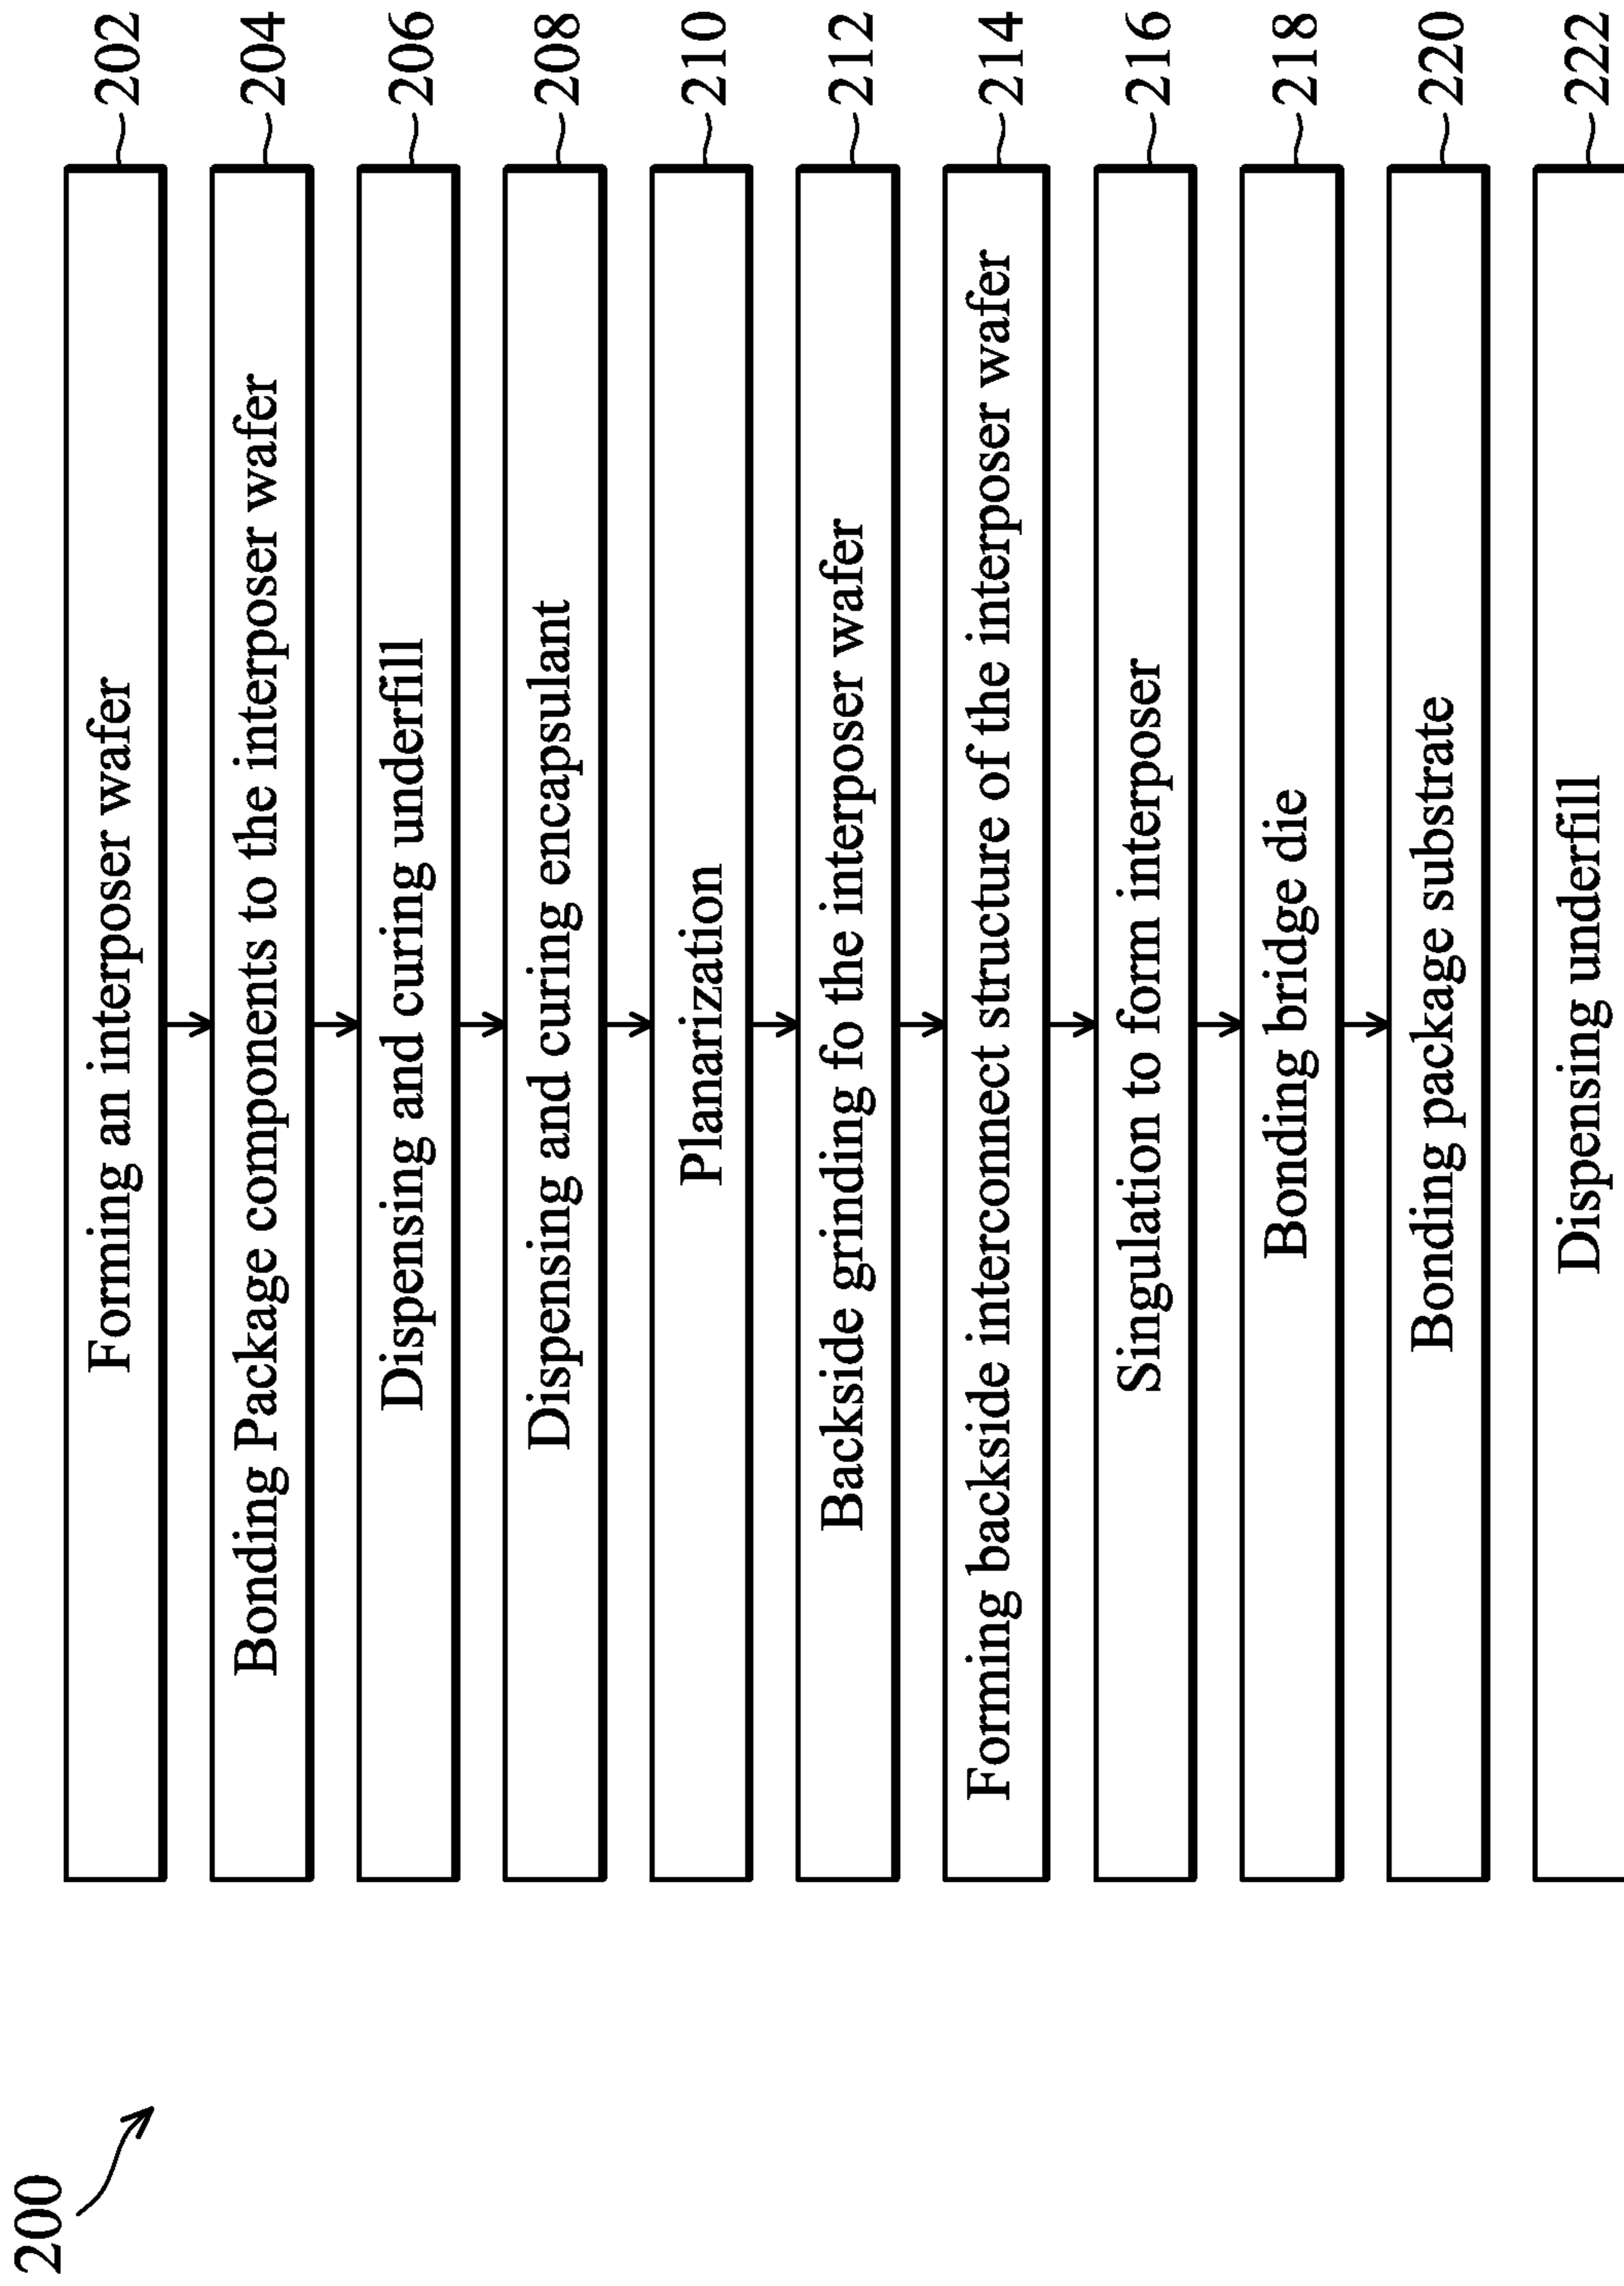 200
Forming an interposer wafer 202
Bonding Package components to the interposer wafer 204
Dispensing and curing underfill 206
Dispensing and curing encapsulant 208
Planarization 210
Backside grinding fo the interposer wafer 212
Forming backside interconnect structure of the interposer wafer 214
Singulation to form interposer 216
Bonding bridge die 218
Bonding package substrate 220
Dispensing underfill 222